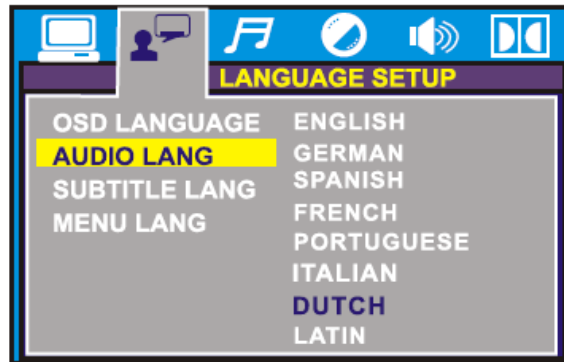 LANGUAGE SETUP
OSD LANGUAGE
AUDIO LANG
SUBTITLE LANG
MENU LANG
ENGLISH
GERMAN
SPANISH
FRENCH
PORTUGUESE
ITALIAN
DUTCH
LATIN